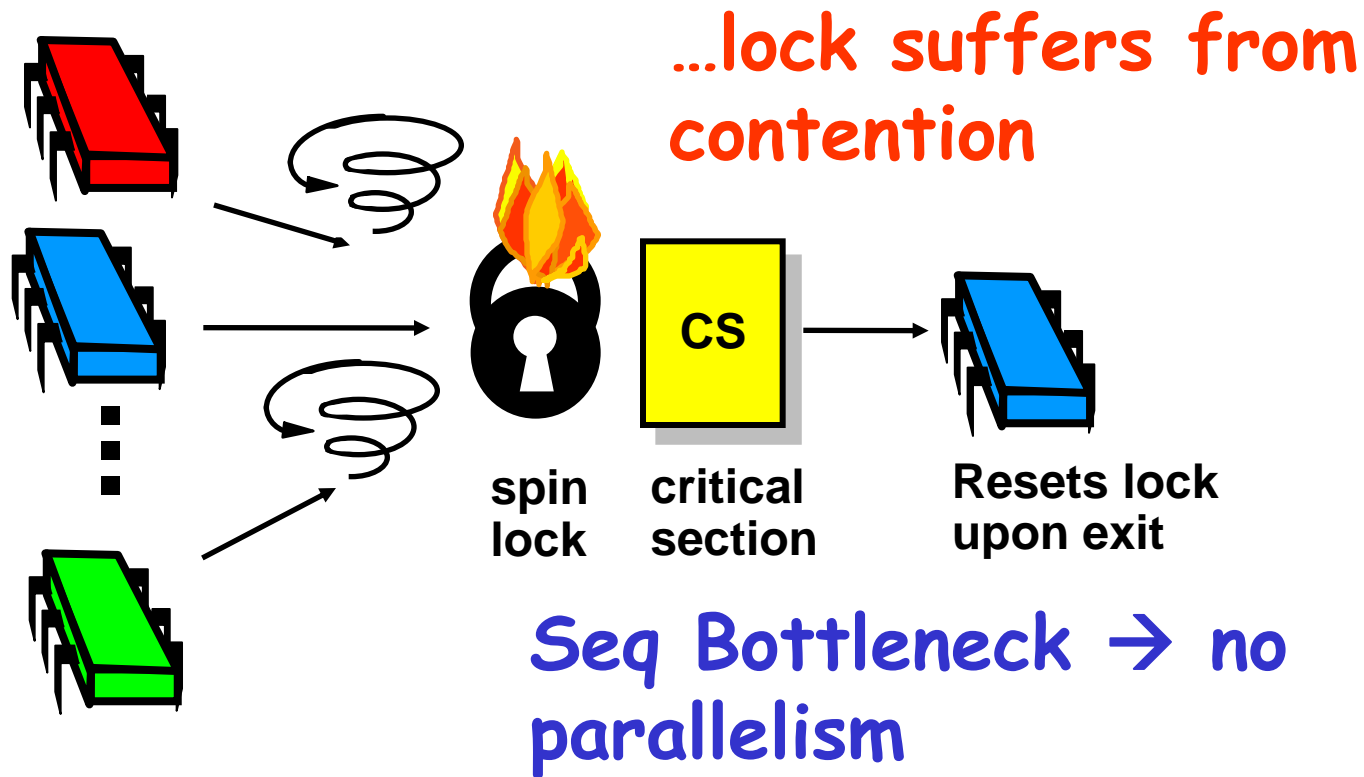 ...lock suffers from
contention
CS
spin
lock
critical
section
Resets lock
upon exit
Seq Bottleneck → no
parallelism